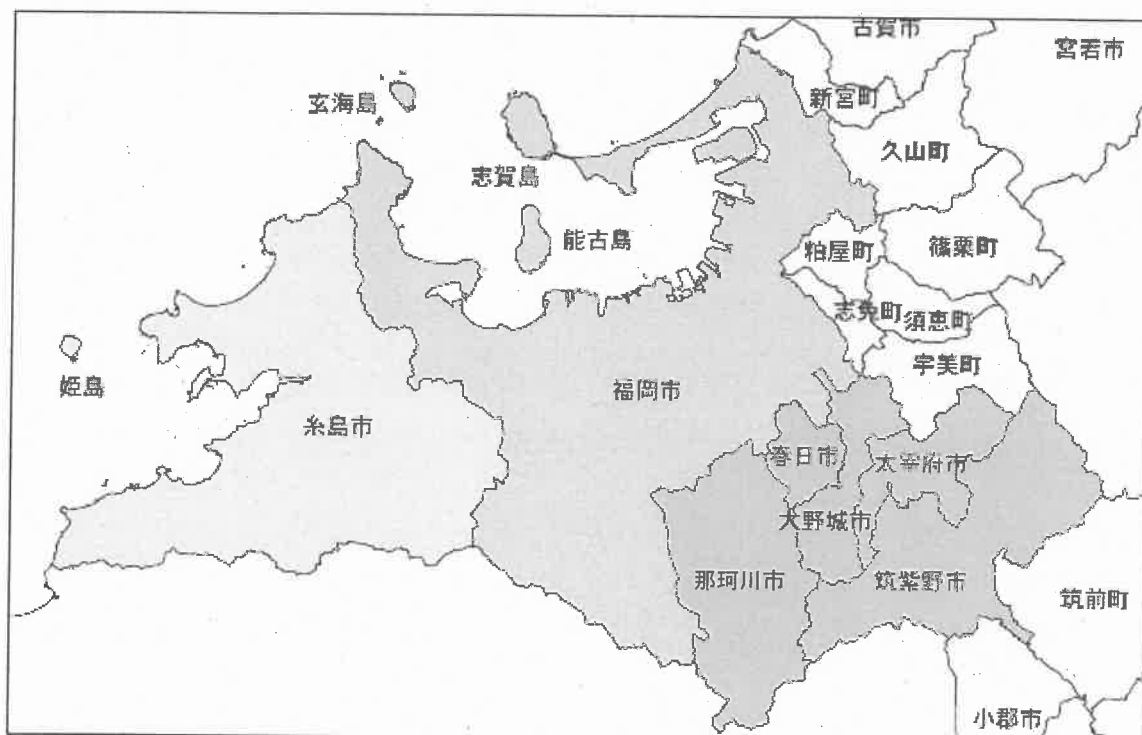 古賀市
宮若市
新宮町
玄海島
久山町
志賀島
能古島
粕屋町
篠栗町
志免町
須恵町
宇美町
姫島
福岡市
糸島市
春日市
太宰府市
大野城市
那珂川市
筑紫野市
筑前町
小郡市